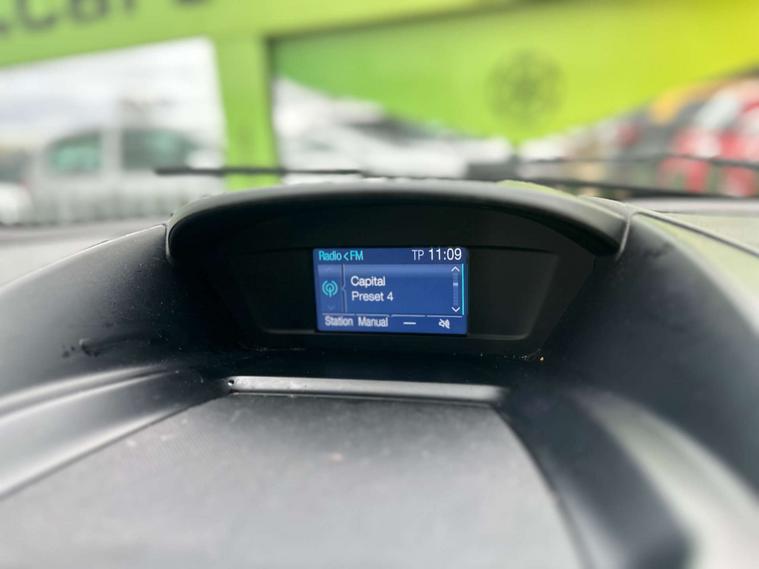 Radio < FM TP 11:09
Capital
Preset 4
Station Manual —